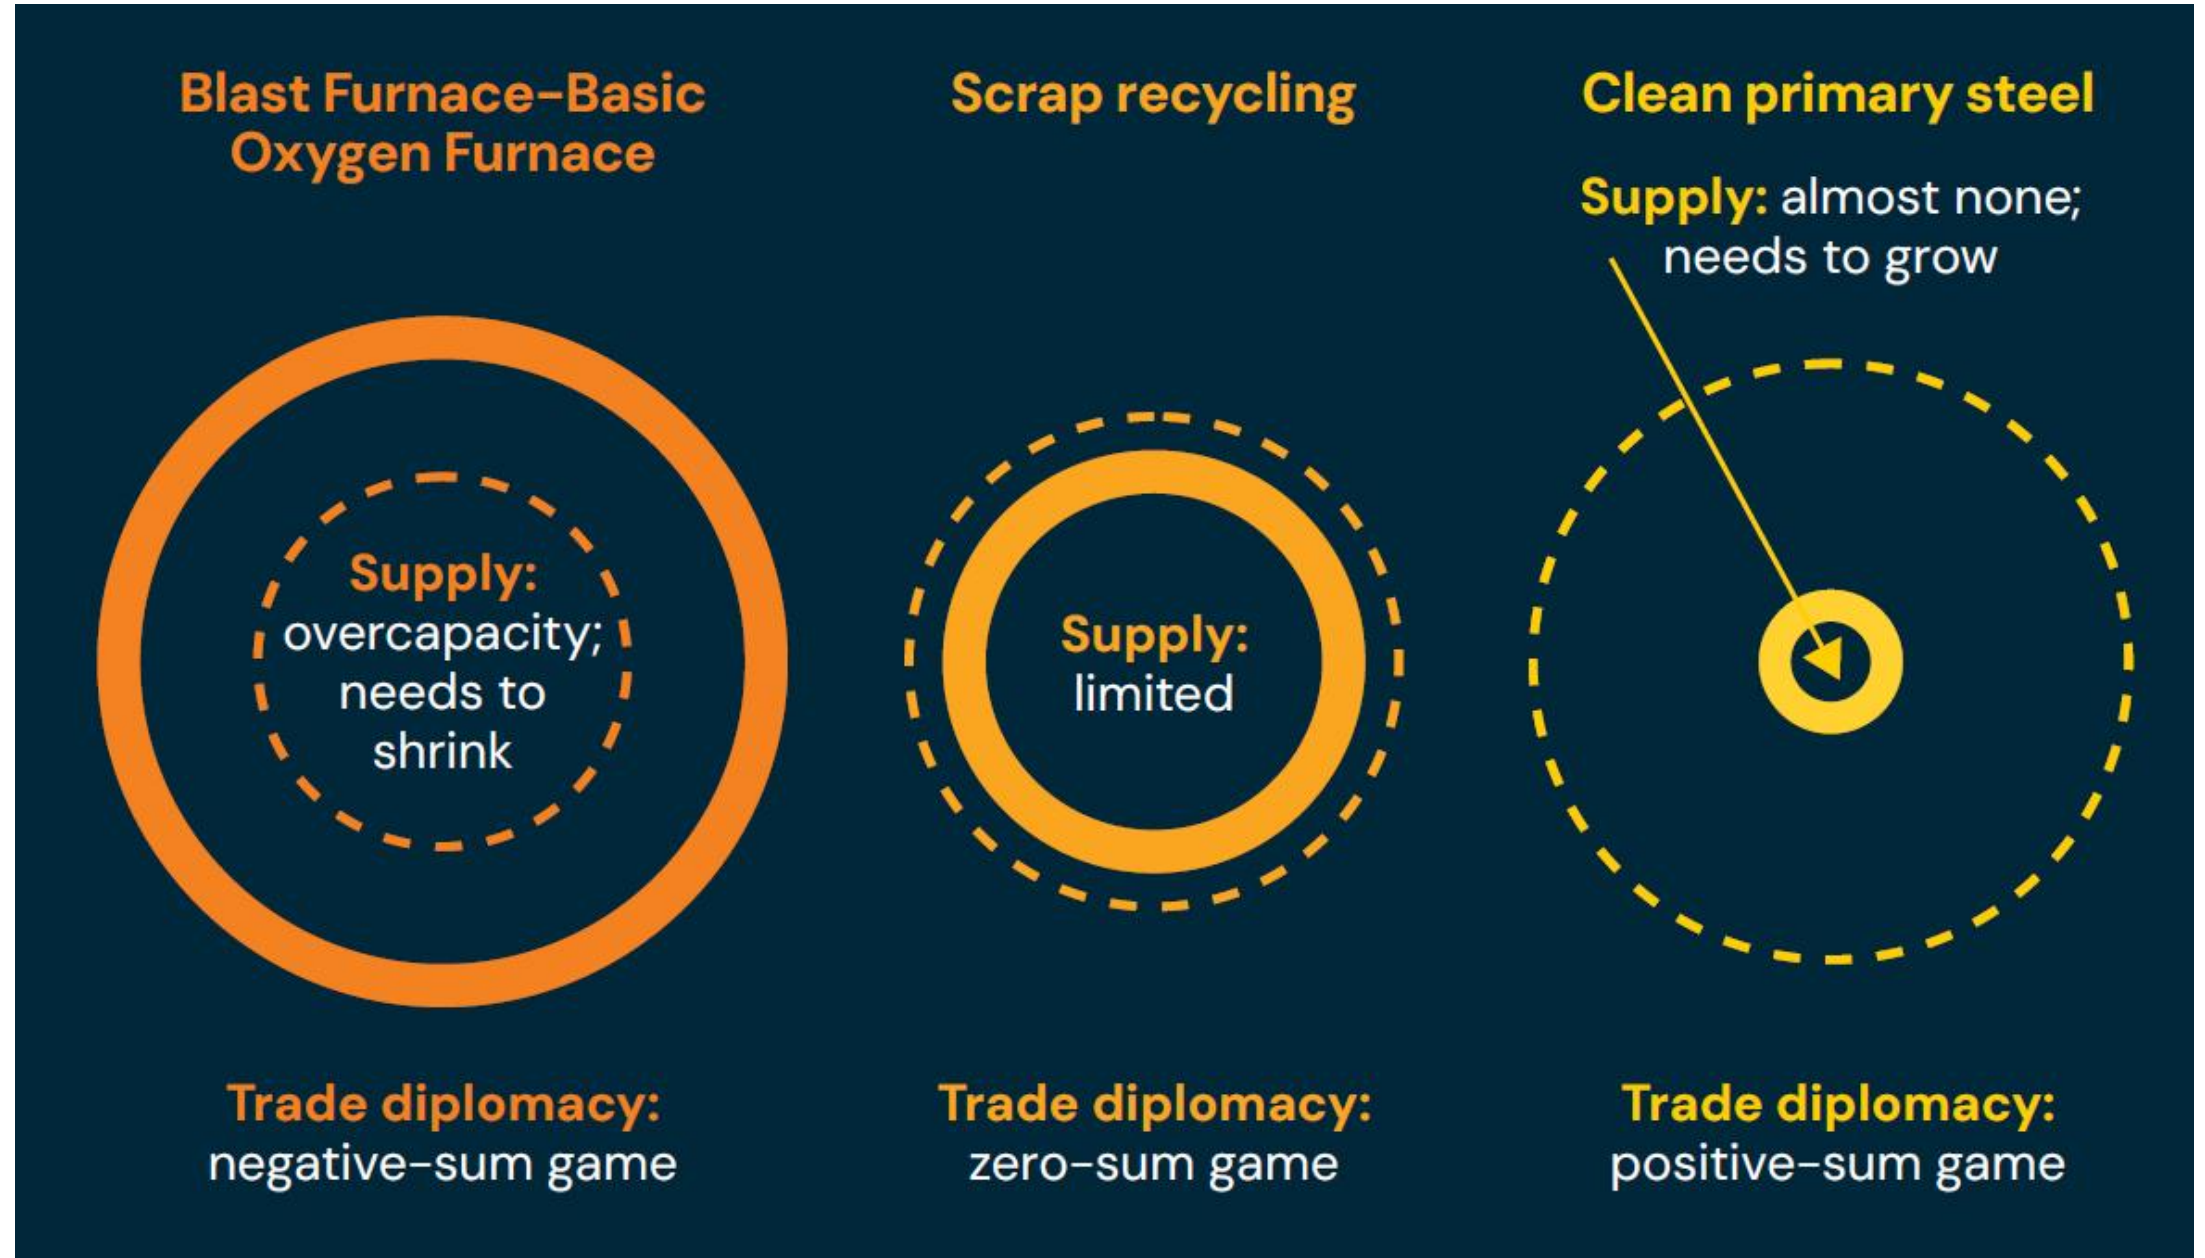 Blast Furnace-Basic
Oxygen Furnace
Supply:
overcapacity;
needs to
shrink
Trade diplomacy:
negative-sum game
Scrap recycling
Supply:
limited
Trade diplomacy:
zero-sum game
Clean primary steel
Supply: almost none;
needs to grow
Trade diplomacy:
positive-sum game